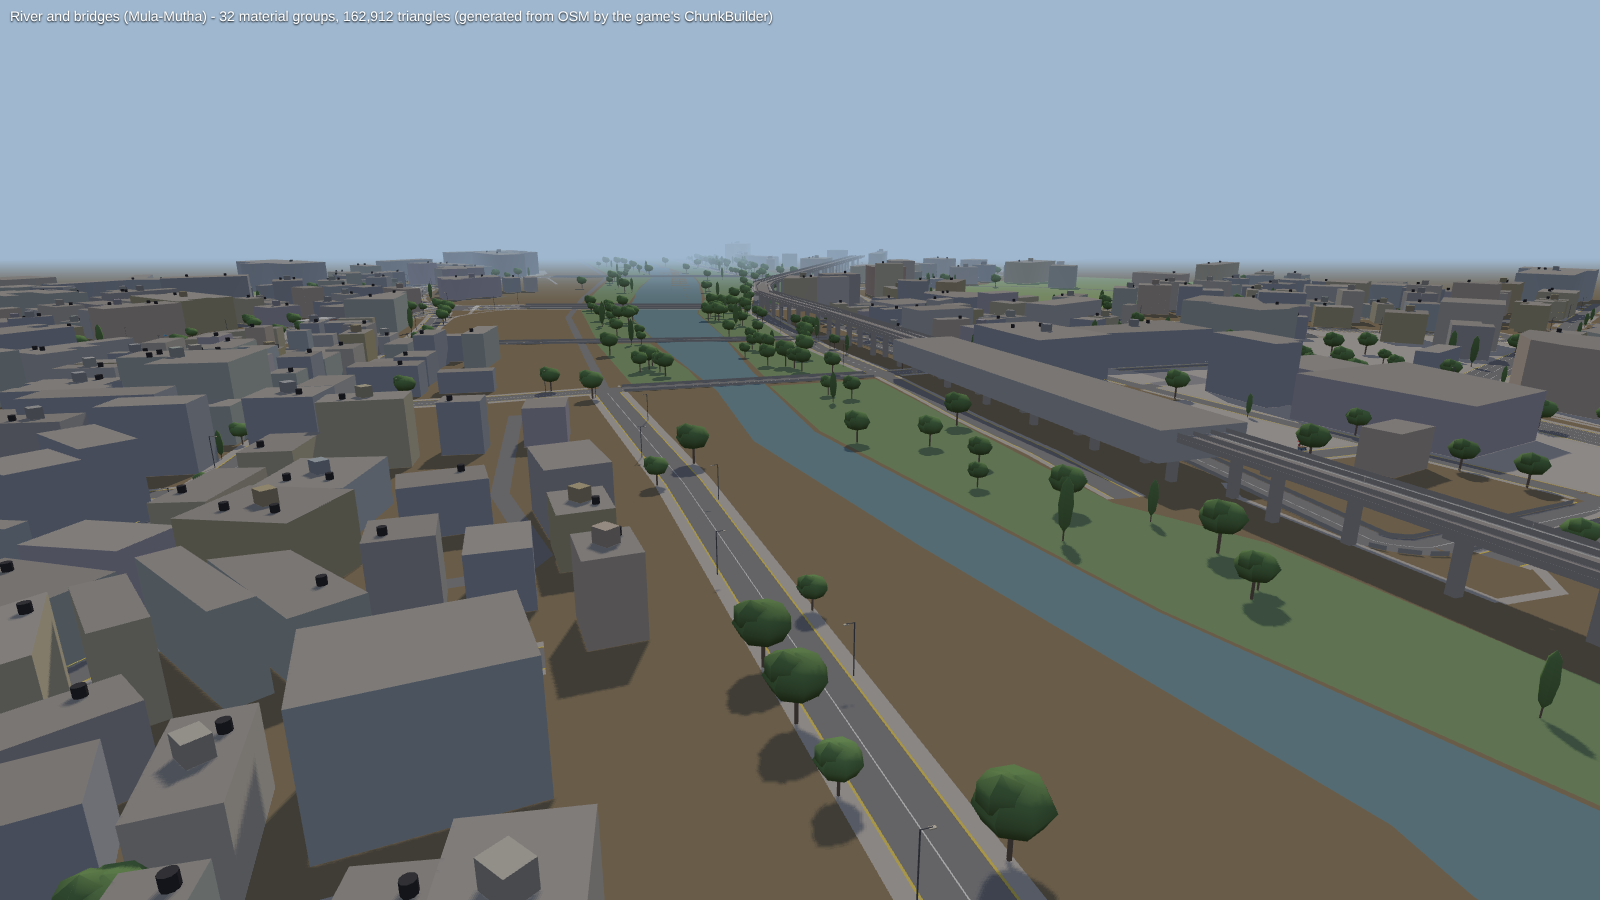 River and bridges (Mula-Mutha) - 32 material groups, 162,912 triangles (generated from OSM by the game's ChunkBuilder)